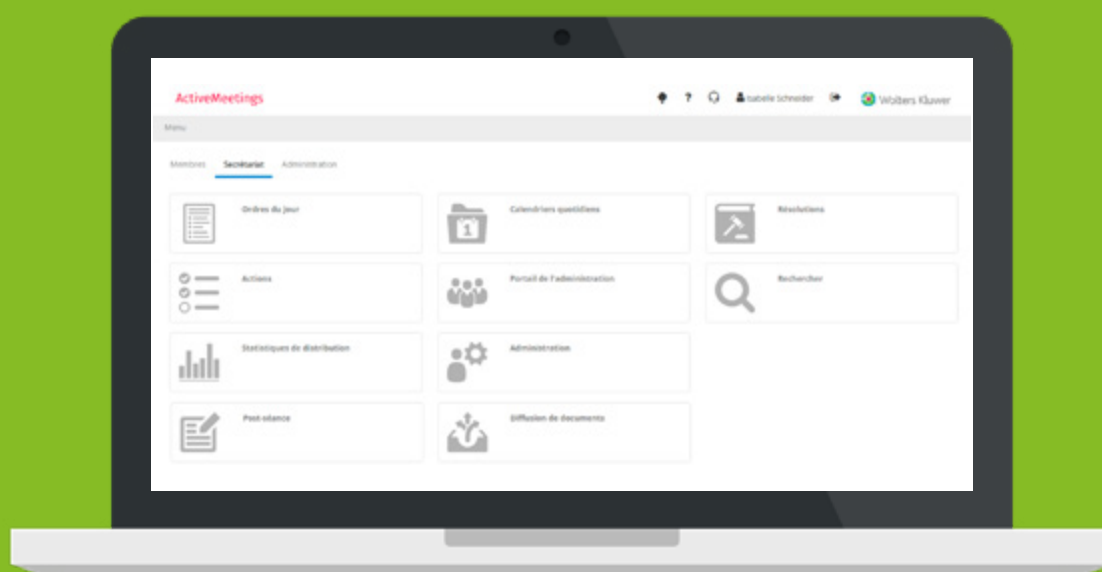 ActiveMeetings
? Isabelle Schneider Wolters Kluwer
Menu
Membres Secrétariat Administration
Ordres du jour Calendriers quotidiens Résolutions
1
Actions Portail de l'administration Rechercher
Statistiques de distribution Administration
Post-séance Diffusion de documents